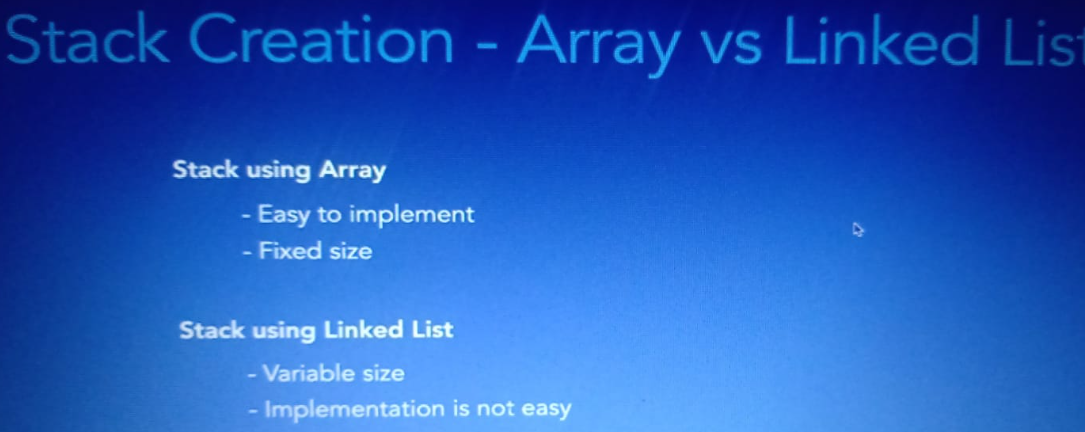 Stack Creation - Array vs Linked List
Stack using Array
- Easy to implement
- Fixed size
Stack using Linked List
- Variable size
- Implementation is not easy